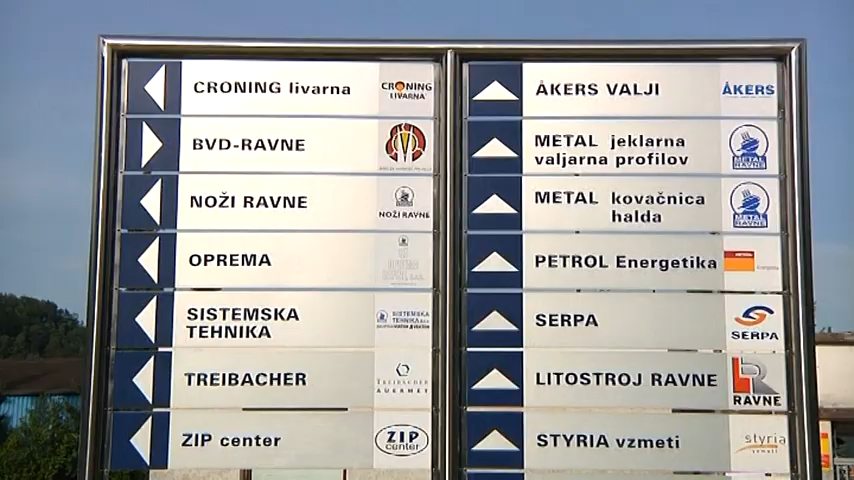 CRONING livarna
CRONING
LIVARNA
BVD-RAVNE
NOŽI RAVNE
NOŽI RAVNE
OPREMA
OPREMA
SISTEMSKA
TEHNIKA
SISTEMSKA
TEHNIKA
TREIBACHER
TREIBACHER
AUERMET
ZIP center
ZIP
center
ÅKERS VALJI
ÅKERS
METAL jeklarna
valjarna profilov
METAL
RAVNE
METAL kovačnica
halda
METAL
RAVNE
PETROL Energetika
SERPA
SERPA
LITOSTROJ RAVNE
RAVNE
STYRIA vzmeti
styria
vzmeti